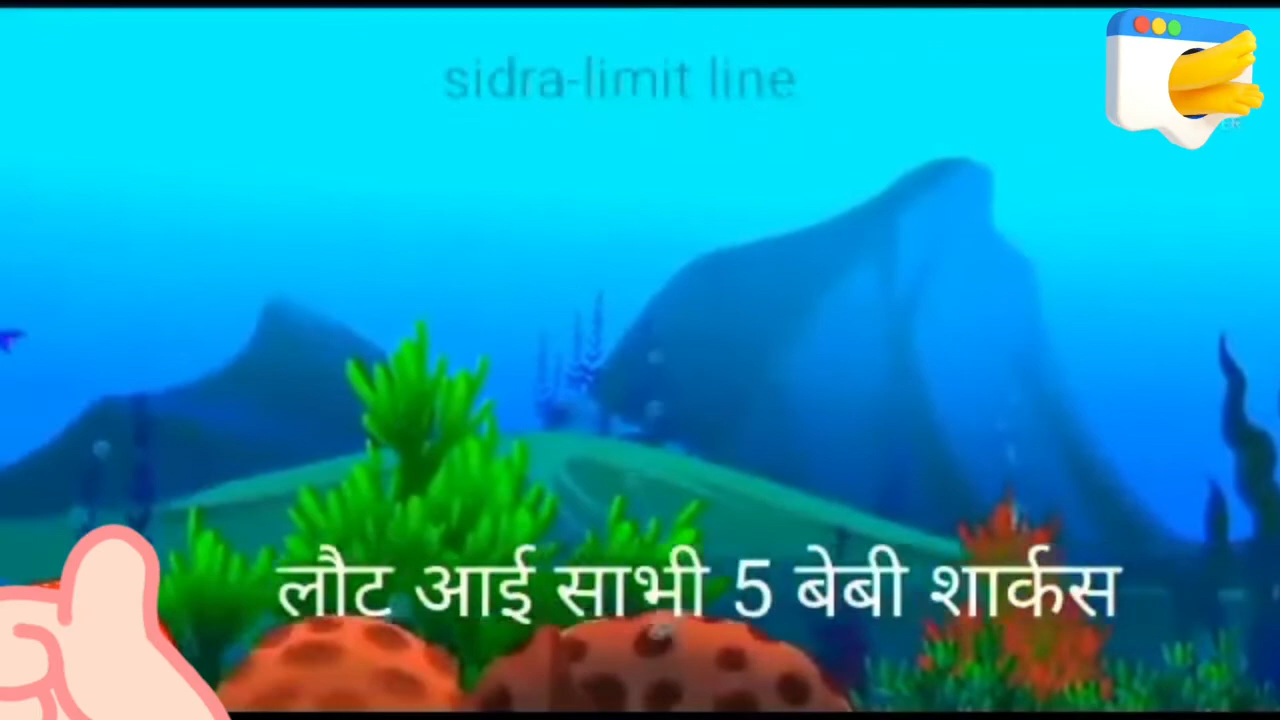 sidra-limit line
लौट आई साभी 5 बेबी शार्कस